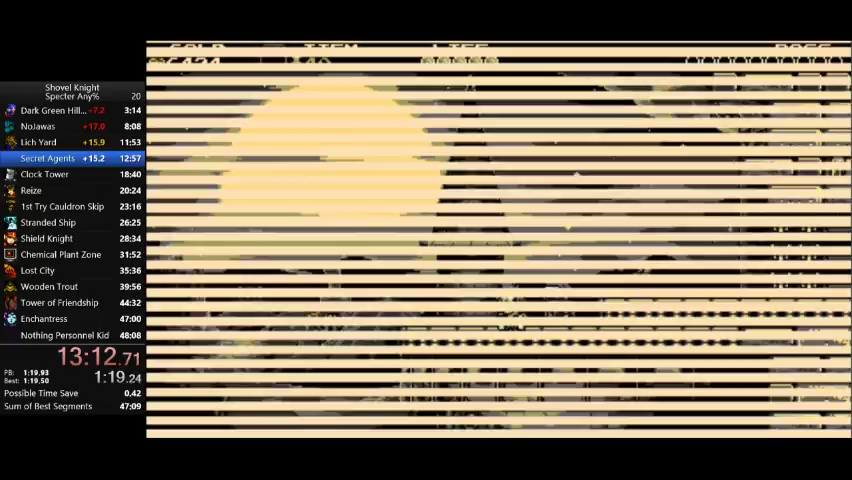 Shovel Knight
Specter Any% 20
Dark Green Hill... +7.2 3:14
NoJawas +17.0 8:08
Lich Yard +15.9 11:53
Secret Agents +15.2 12:57
Clock Tower 18:40
Reize 20:24
1st Try Cauldron Skip 23:16
Stranded Ship 26:25
Shield Knight 28:34
Chemical Plant Zone 31:52
Lost City 35:36
Wooden Trout 39:56
Tower of Friendship 44:32
Enchantress 47:00
Nothing Personnel Kid 48:08
13:12.71
PB: 1:19.93
Best: 1:19.50
1:19.24
Possible Time Save 0.42
Sum of Best Segments 47:09
GOLD ITEM LIFE BOSS